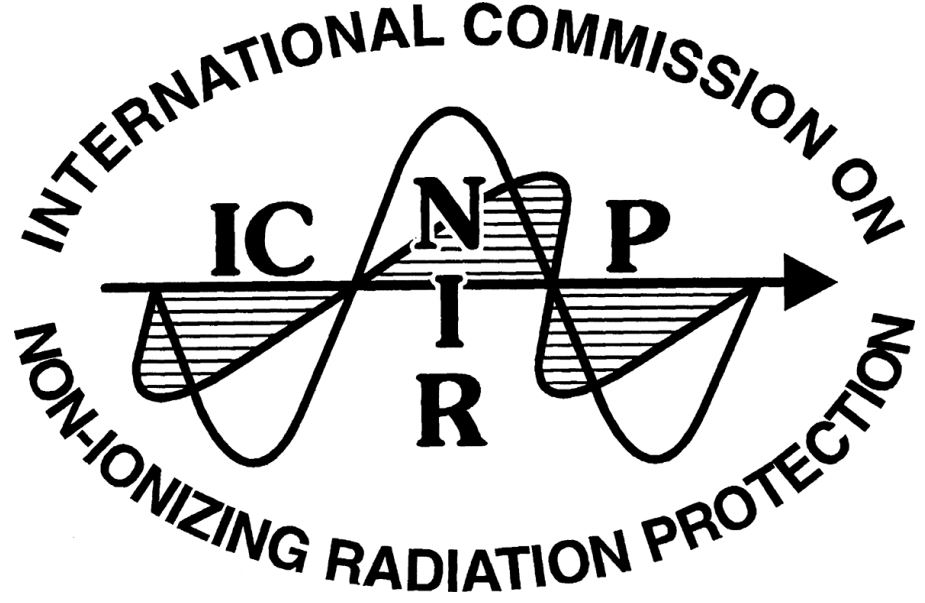 INTERNATIONAL COMMISSION ON
IC N P
I
R
NON-IONIZING RADIATION PROTECTION